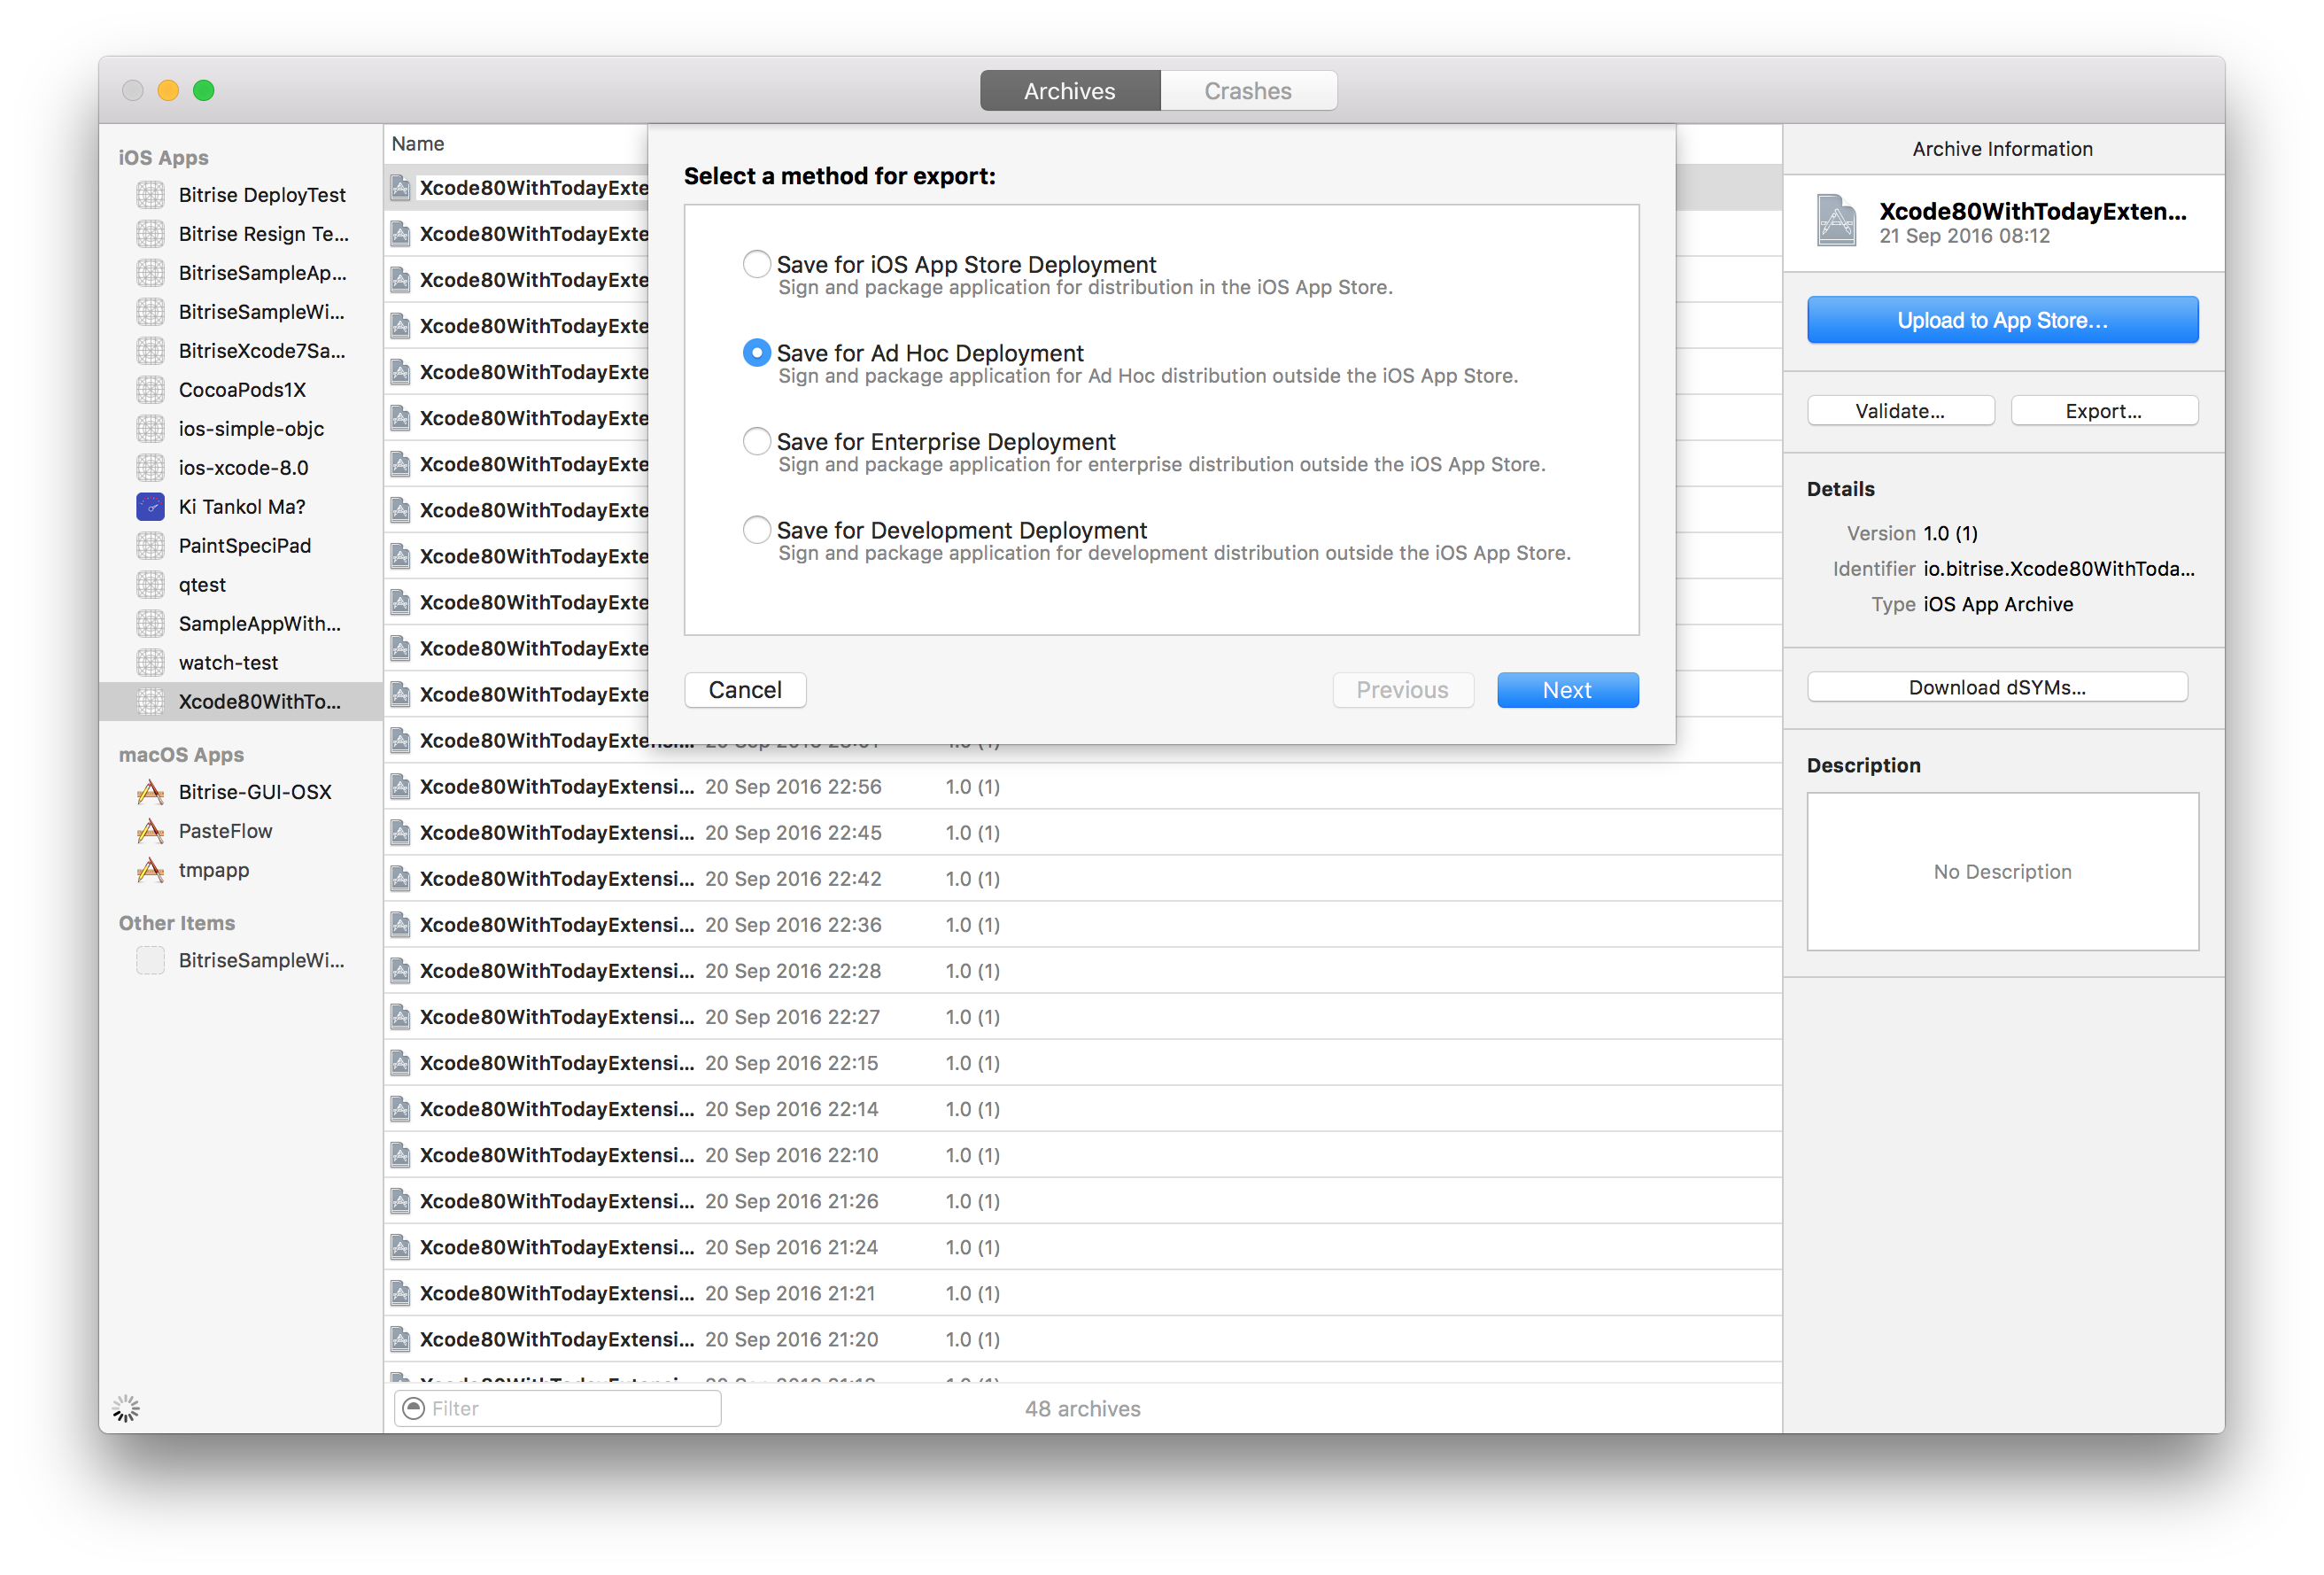 Archives
Crashes
iOS Apps
Bitrise DeployTest
Bitrise Resign Te...
BitriseSampleAp...
BitriseSampleWi...
BitriseXcode7Sa...
CocoaPods1X
ios-simple-objc
ios-xcode-8.0
Ki Tankol Ma?
PaintSpeciPad
qtest
SampleAppWith...
watch-test
Xcode80WithTo...
macOS Apps
Bitrise-GUI-OSX
PasteFlow
tmpapp
Other Items
BitriseSampleWi...
Name
Xcode80WithTodayExte
Xcode80WithTodayExte
Xcode80WithTodayExte
Xcode80WithTodayExte
Xcode80WithTodayExte
Xcode80WithTodayExte
Xcode80WithTodayExte
Xcode80WithTodayExte
Xcode80WithTodayExte
Xcode80WithTodayExte
Xcode80WithTodayExte
Xcode80WithTodayExte
Xcode80WithTodayExtensi...
Xcode80WithTodayExtensi... 20 Sep 2016 22:56 1.0 (1)
Xcode80WithTodayExtensi... 20 Sep 2016 22:45 1.0 (1)
Xcode80WithTodayExtensi... 20 Sep 2016 22:42 1.0 (1)
Xcode80WithTodayExtensi... 20 Sep 2016 22:36 1.0 (1)
Xcode80WithTodayExtensi... 20 Sep 2016 22:28 1.0 (1)
Xcode80WithTodayExtensi... 20 Sep 2016 22:27 1.0 (1)
Xcode80WithTodayExtensi... 20 Sep 2016 22:15 1.0 (1)
Xcode80WithTodayExtensi... 20 Sep 2016 22:14 1.0 (1)
Xcode80WithTodayExtensi... 20 Sep 2016 22:10 1.0 (1)
Xcode80WithTodayExtensi... 20 Sep 2016 21:26 1.0 (1)
Xcode80WithTodayExtensi... 20 Sep 2016 21:24 1.0 (1)
Xcode80WithTodayExtensi... 20 Sep 2016 21:21 1.0 (1)
Xcode80WithTodayExtensi... 20 Sep 2016 21:20 1.0 (1)
Filter
48 archives
Select a method for export:
Save for iOS App Store Deployment
Sign and package application for distribution in the iOS App Store.
Save for Ad Hoc Deployment
Sign and package application for Ad Hoc distribution outside the iOS App Store.
Save for Enterprise Deployment
Sign and package application for enterprise distribution outside the iOS App Store.
Save for Development Deployment
Sign and package application for development distribution outside the iOS App Store.
Cancel
Previous
Next
Archive Information
Xcode80WithTodayExten...
21 Sep 2016 08:12
Upload to App Store...
Validate...
Export...
Details
Version 1.0 (1)
Identifier io.bitrise.Xcode80WithToda...
Type iOS App Archive
Download dSYMs...
Description
No Description